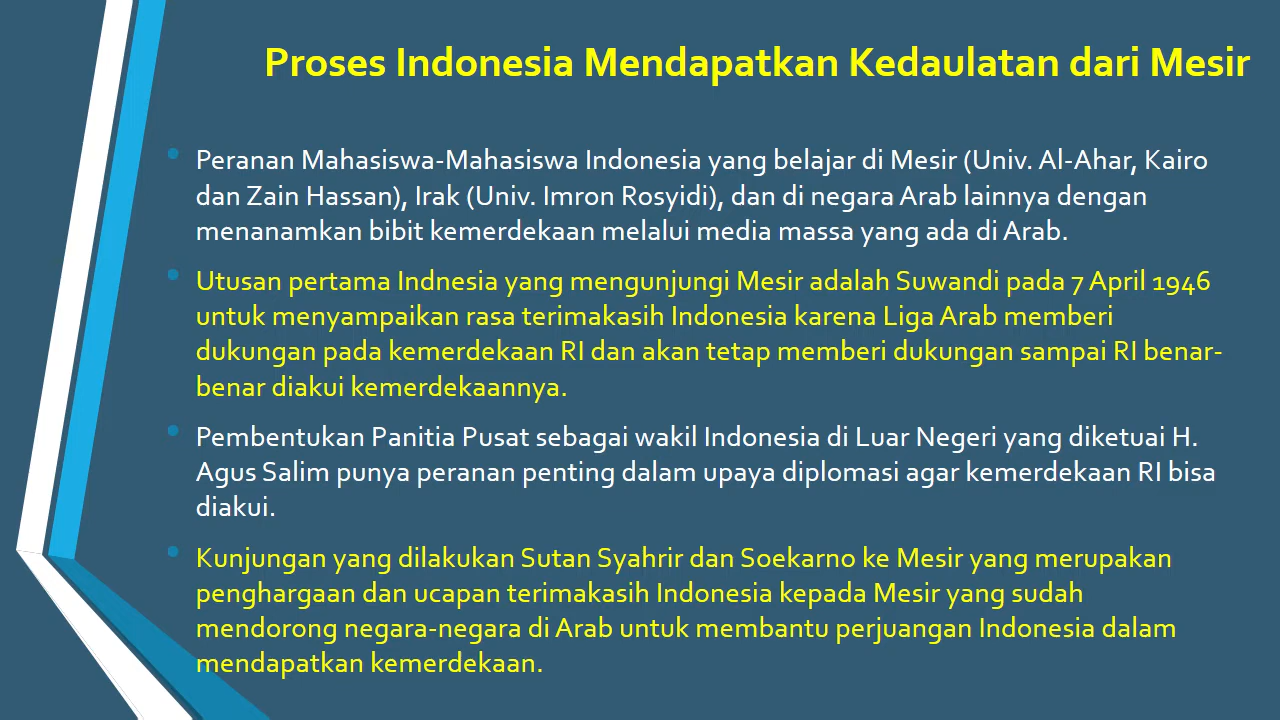 Proses Indonesia Mendapatkan Kedaulatan dari Mesir
Peranan Mahasiswa-Mahasiswa Indonesia yang belajar di Mesir (Univ. Al-Ahar, Kairo
dan Zain Hassan), Irak (Univ. Imron Rosyidi), dan di negara Arab lainnya dengan
menanamkan bibit kemerdekaan melalui media massa yang ada di Arab.
Utusan pertama Indnesia yang mengunjungi Mesir adalah Suwandi pada 7 April 1946
untuk menyampaikan rasa terimakasih Indonesia karena Liga Arab memberi
dukungan pada kemerdekaan RI dan akan tetap memberi dukungan sampai RI benar-
benar diakui kemerdekaannya.
Pembentukan Panitia Pusat sebagai wakil Indonesia di Luar Negeri yang diketuai H.
Agus Salim punya peranan penting dalam upaya diplomasi agar kemerdekaan RI bisa
diakui.
Kunjungan yang dilakukan Sutan Syahrir dan Soekarno ke Mesir yang merupakan
penghargaan dan ucapan terimakasih Indonesia kepada Mesir yang sudah
mendorong negara-negara di Arab untuk membantu perjuangan Indonesia dalam
mendapatkan kemerdekaan.